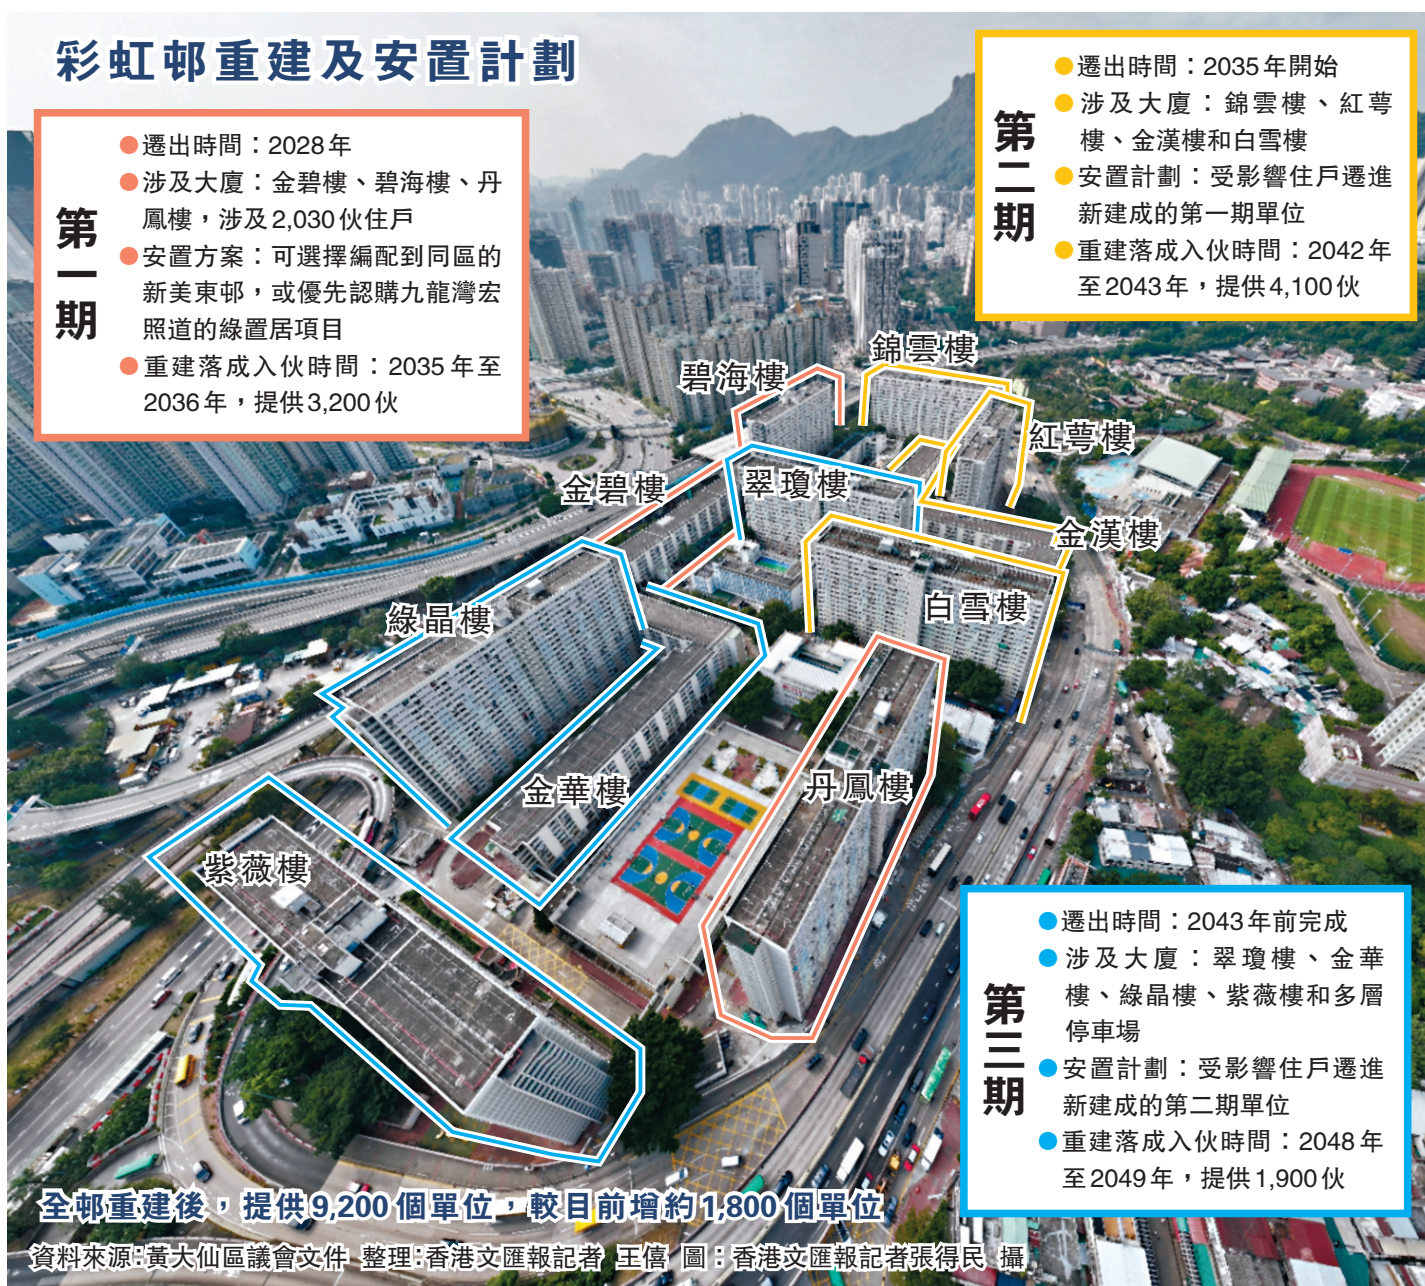 彩虹邨重建及安置計劃
第一期
●遷出時間：2028年
●涉及大廈：金碧樓、碧海樓、丹
鳳樓，涉及2,030伙住戶
●安置方案：可選擇編配到同區的
新美東邨，或優先認購九龍灣宏
照道的綠置居項目
●重建落成入伙時間：2035年至
2036年，提供3,200伙
第二期
●遷出時間：2035年開始
●涉及大廈：錦雲樓、紅萼
樓、金漢樓和白雪樓
●安置計劃：受影響住戶遷進
新建成的第一期單位
●重建落成入伙時間：2042年
至2043年，提供4,100伙
錦雲樓
碧海樓
紅萼樓
金碧樓
翠瓊樓
金漢樓
綠晶樓
白雪樓
金華樓
丹鳳樓
紫薇樓
第三期
●遷出時間：2043年前完成
●涉及大廈：翠瓊樓、金華
樓、綠晶樓、紫薇樓和多層
停車場
●安置計劃：受影響住戶遷進
新建成的第二期單位
●重建落成入伙時間：2048年
至2049年，提供1,900伙
全邨重建後，提供9,200個單位，較目前增約1,800個單位
資料來源：黃大仙區議會文件 整理：香港文匯報記者 王僖 圖：香港文匯報記者張得民 攝